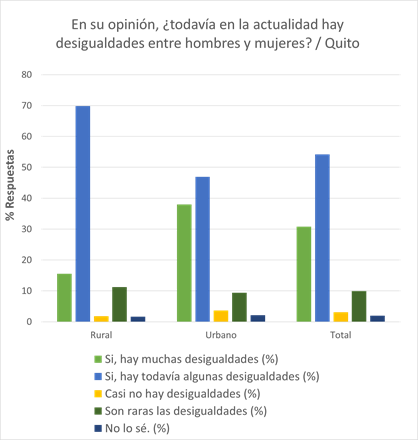 En su opinión, ¿todavía en la actualidad hay
desigualdades entre hombres y mujeres? / Quito
80
70
60
50
40
30
20
10
0
% Respuestas
Rural
Urbano
Total
Si, hay muchas desigualdades (%)
Si, hay todavía algunas desigualdades (%)
Casi no hay desigualdades (%)
Son raras las desigualdades (%)
No lo sé. (%)